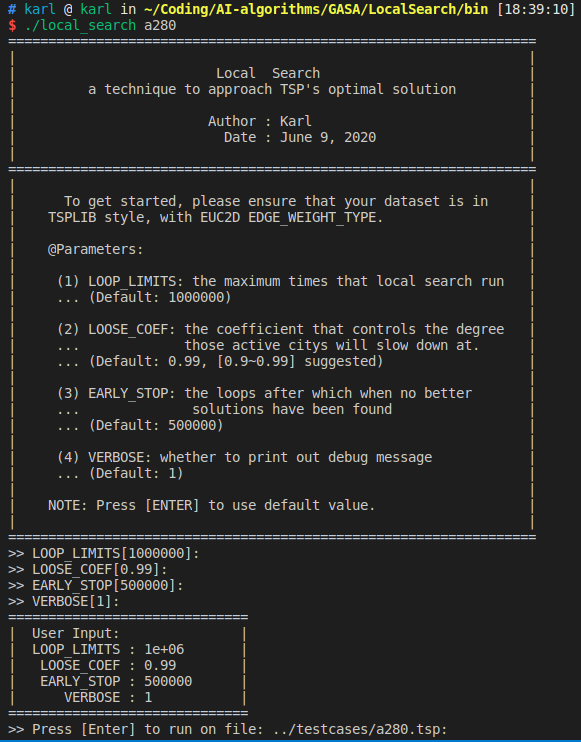 # karl @ karl in ~/Coding/AI-algorithms/GASA/LocalSearch/bin [18:39:10]
$ ./local_search a280
==================================================================
|                                                                |
|                         Local  Search                          |
|         a technique to approach TSP's optimal solution         |
|                                                                |
|                        Author : Karl                           |
|                          Date : June 9, 2020                   |
|                                                                |
==================================================================
|                                                                |
|      To get started, please ensure that your dataset is in     |
|    TSPLIB style, with EUC2D EDGE_WEIGHT_TYPE.                  |
|                                                                |
|    @Parameters:                                                |
|                                                                |
|     (1) LOOP_LIMITS: the maximum times that local search run   |
|     ... (Default: 1000000)                                     |
|                                                                |
|     (2) LOOSE_COEF: the coefficient that controls the degree   |
|     ...             those active citys will slow down at.      |
|     ... (Default: 0.99, [0.9~0.99] suggested)                  |
|                                                                |
|     (3) EARLY_STOP: the loops after which when no better       |
|     ...              solutions have been found                 |
|     ... (Default: 500000)                                      |
|                                                                |
|     (4) VERBOSE: whether to print out debug message            |
|     ... (Default: 1)                                           |
|                                                                |
|    NOTE: Press [ENTER] to use default value.                   |
|                                                                |
==================================================================
>> LOOP_LIMITS[1000000]:
>> LOOSE_COEF[0.99]:
>> EARLY_STOP[500000]:
>> VERBOSE[1]:
==============================
|  User Input:               |
|  LOOP_LIMITS : 1e+06       |
|   LOOSE_COEF : 0.99        |
|   EARLY_STOP : 500000      |
|      VERBOSE : 1           |
==============================
>> Press [Enter] to run on file: ../testcases/a280.tsp: